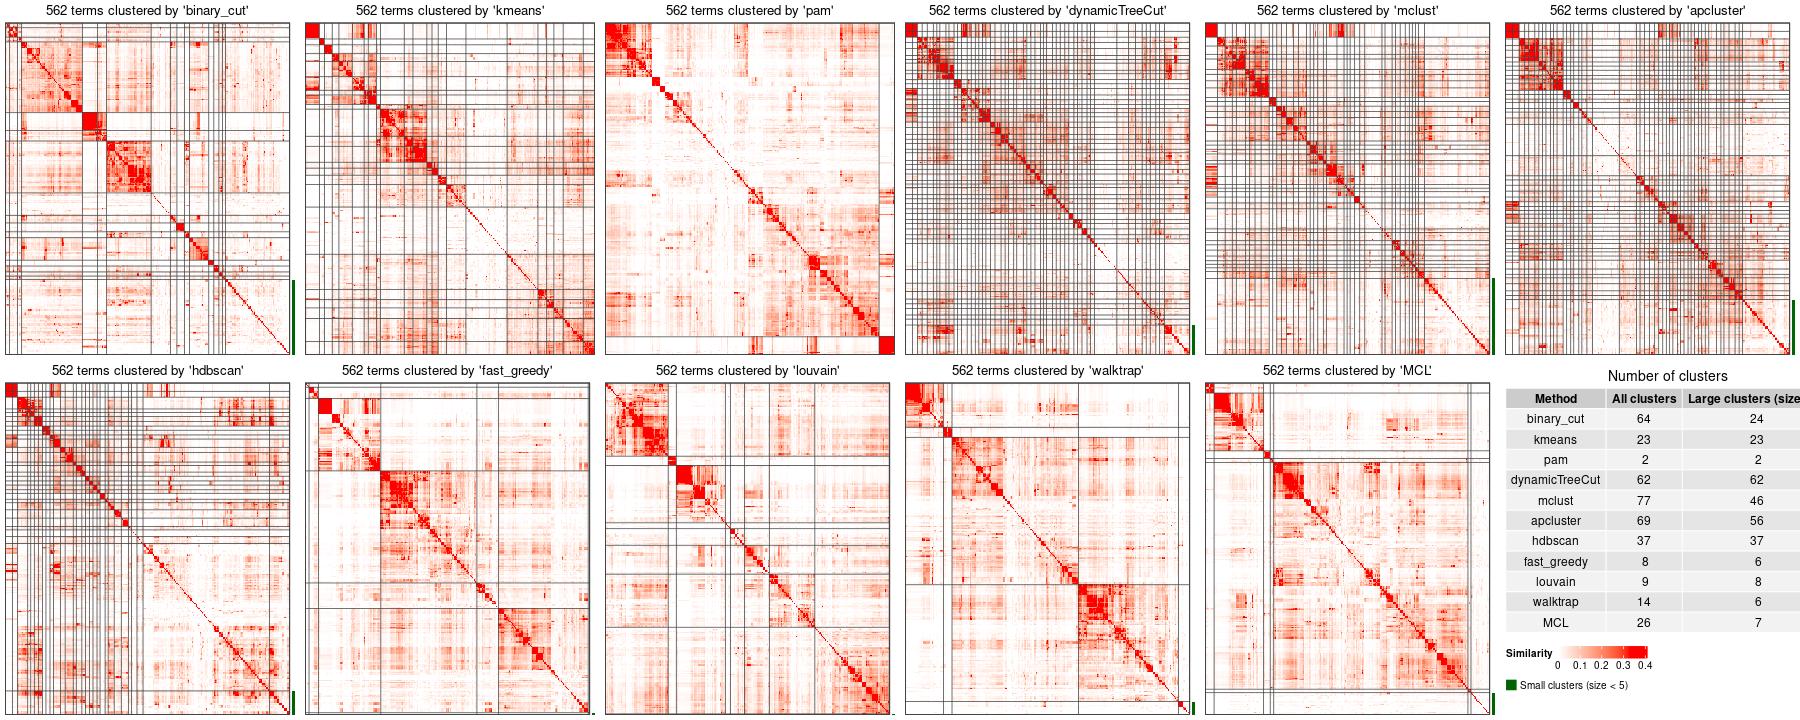 562 terms clustered by 'binary_cut'
562 terms clustered by 'kmeans'
562 terms clustered by 'pam'
562 terms clustered by 'dynamicTreeCut'
562 terms clustered by 'mclust'
562 terms clustered by 'apcluster'
562 terms clustered by 'hdbscan'
562 terms clustered by 'fast_greedy'
562 terms clustered by 'louvain'
562 terms clustered by 'walktrap'
562 terms clustered by 'MCL'
Number of clusters
Method All clusters Large clusters (size
binary_cut 64 24
kmeans 23 23
pam 2 2
dynamicTreeCut 62 62
mclust 77 46
apcluster 69 56
hdbscan 37 37
fast_greedy 8 6
louvain 9 8
walktrap 14 6
MCL 26 7
Similarity
0 0.1 0.2 0.3 0.4
Small clusters (size < 5)